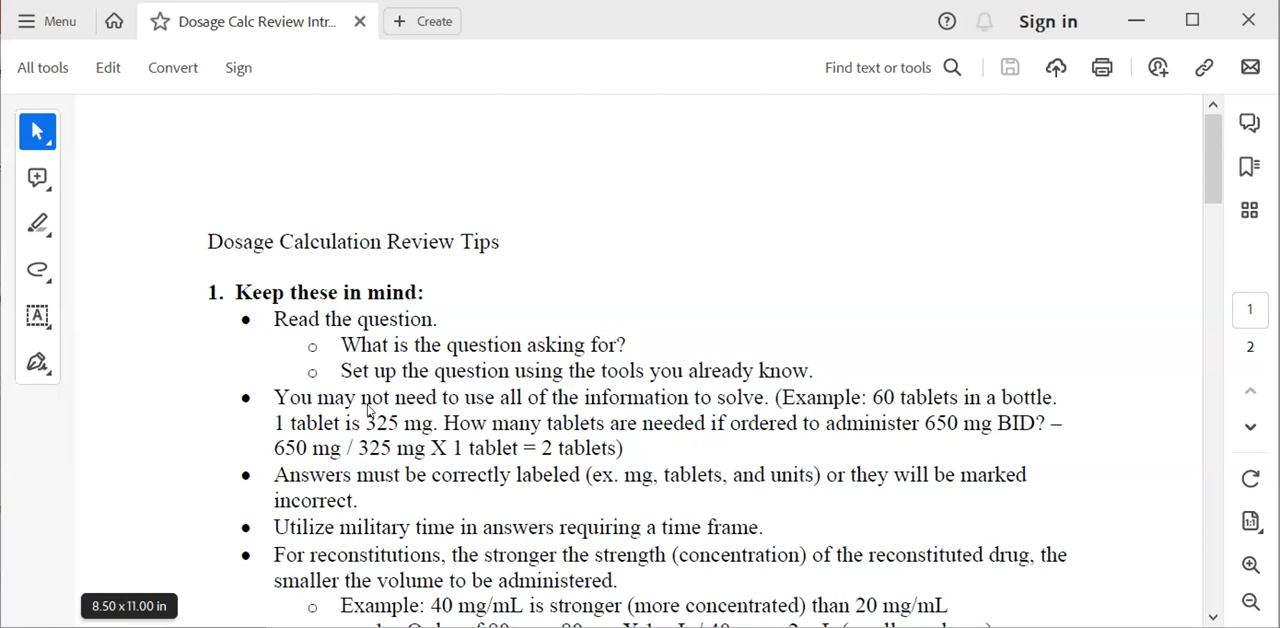 Menu
Dosage Calc Review Intr...
Create
Sign in
All tools
Edit
Convert
Sign
Find text or tools
Dosage Calculation Review Tips
1. Keep these in mind:
• Read the question.
o What is the question asking for?
o Set up the question using the tools you already know.
• You may not need to use all of the information to solve. (Example: 60 tablets in a bottle.
1 tablet is 325 mg. How many tablets are needed if ordered to administer 650 mg BID? –
650 mg / 325 mg X 1 tablet = 2 tablets)
• Answers must be correctly labeled (ex. mg, tablets, and units) or they will be marked
incorrect.
• Utilize military time in answers requiring a time frame.
• For reconstitutions, the stronger the strength (concentration) of the reconstituted drug, the
smaller the volume to be administered.
o Example: 40 mg/mL is stronger (more concentrated) than 20 mg/mL
1
2
8.50 x 11.00 in